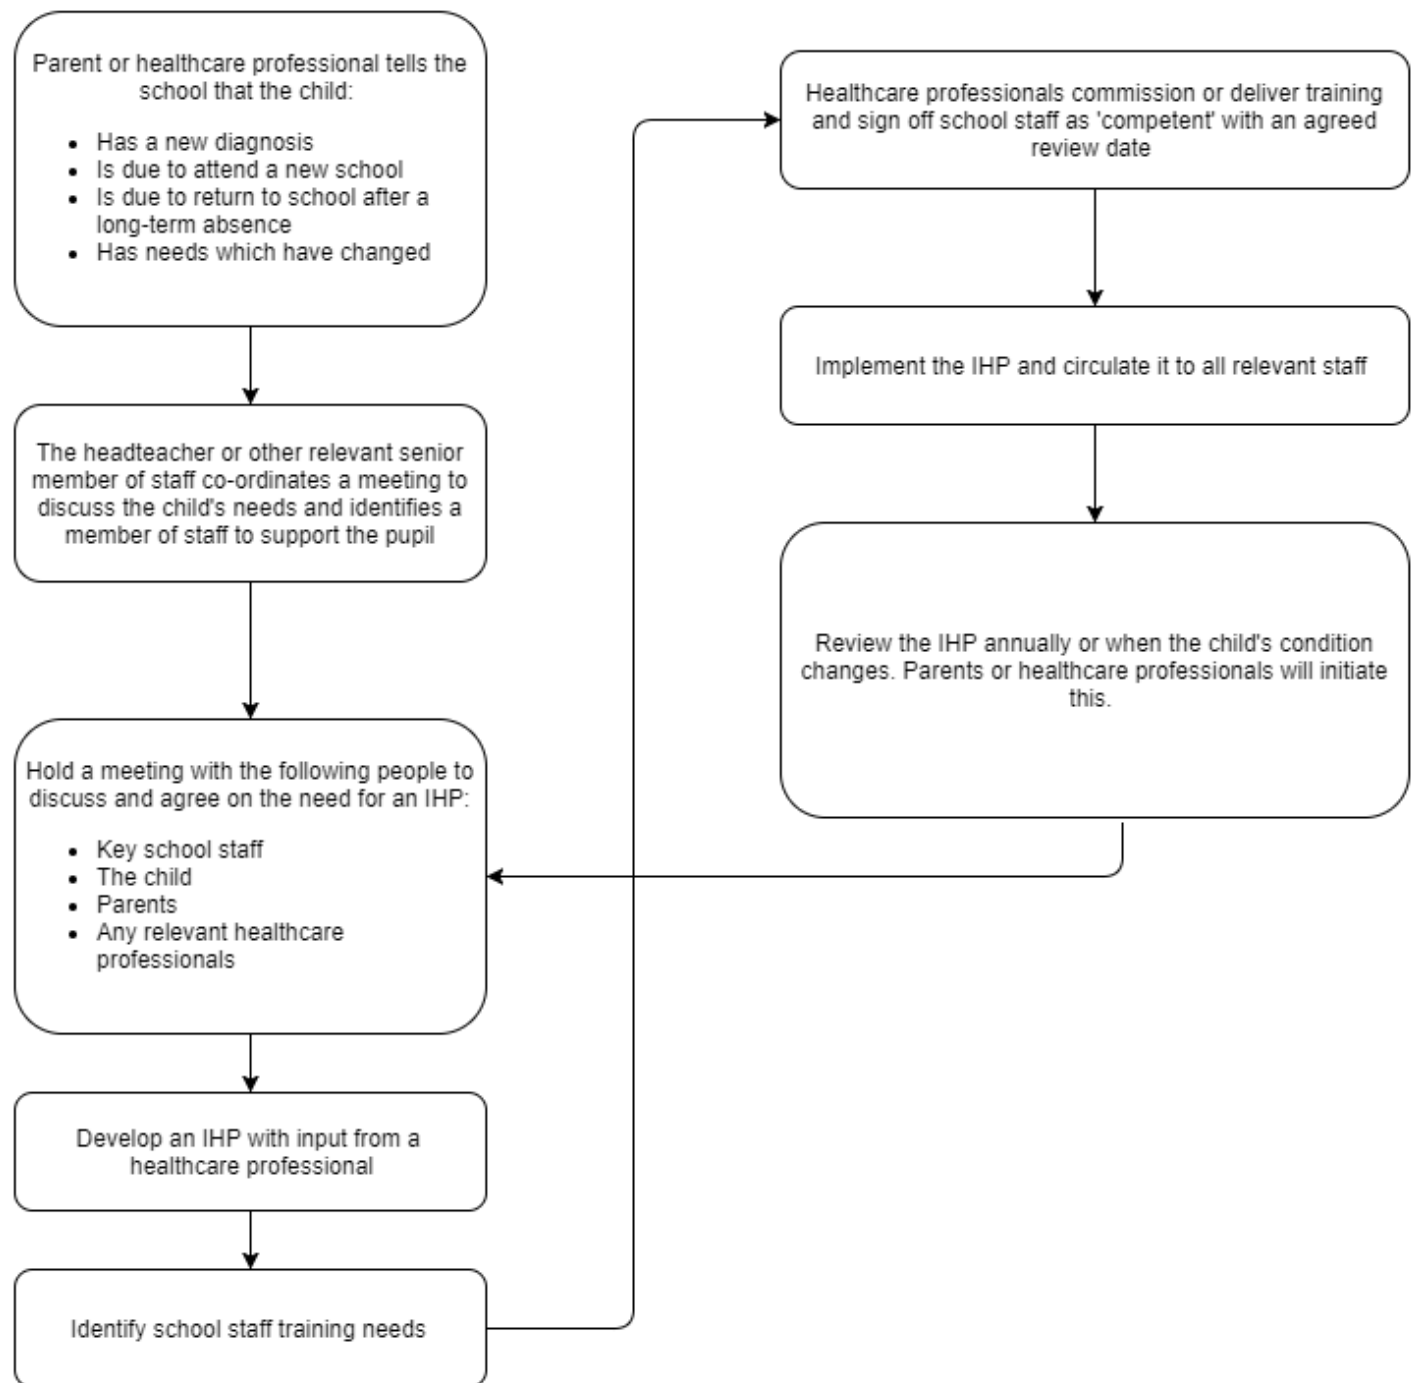 Parent or healthcare professional tells the
school that the child:
• Has a new diagnosis
• Is due to attend a new school
• Is due to return to school after a
long-term absence
• Has needs which have changed
The headteacher or other relevant senior
member of staff co-ordinates a meeting to
discuss the child's needs and identifies a
member of staff to support the pupil
Hold a meeting with the following people to
discuss and agree on the need for an IHP:
• Key school staff
• The child
• Parents
• Any relevant healthcare
professionals
Develop an IHP with input from a
healthcare professional
Identify school staff training needs
Healthcare professionals commission or deliver training
and sign off school staff as 'competent' with an agreed
review date
Implement the IHP and circulate it to all relevant staff
Review the IHP annually or when the child's condition
changes. Parents or healthcare professionals will initiate
this.